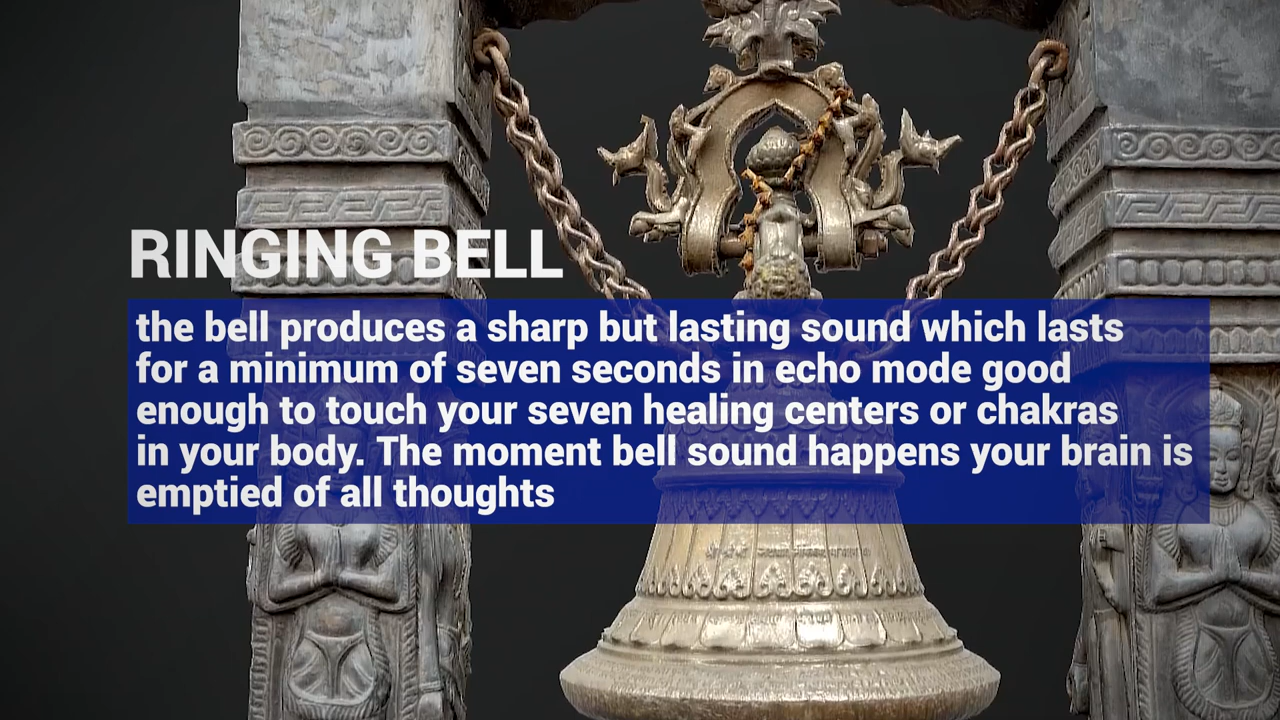 RINGING BELL
the bell produces a sharp but lasting sound which lasts
for a minimum of seven seconds in echo mode good
enough to touch your seven healing centers or chakras
in your body. The moment bell sound happens your brain is
emptied of all thoughts